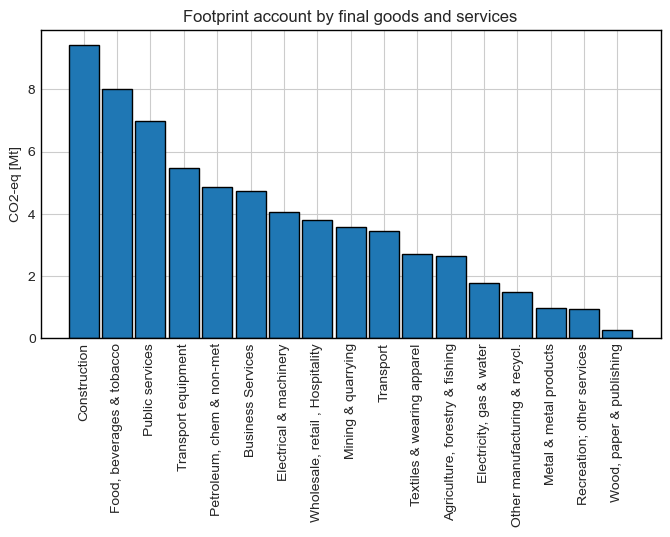 Footprint account by final goods and services
CO2-eq [Mt]
8
6
4
2
0
Construction
Food, beverages & tobacco
Public services
Transport equipment
Petroleum, chem & non-met
Business Services
Electrical & machinery
Wholesale, retail , Hospitality
Mining & quarrying
Transport
Textiles & wearing apparel
Agriculture, forestry & fishing
Electricity, gas & water
Other manufacturing & recycl.
Metal & metal products
Recreation; other services
Wood, paper & publishing